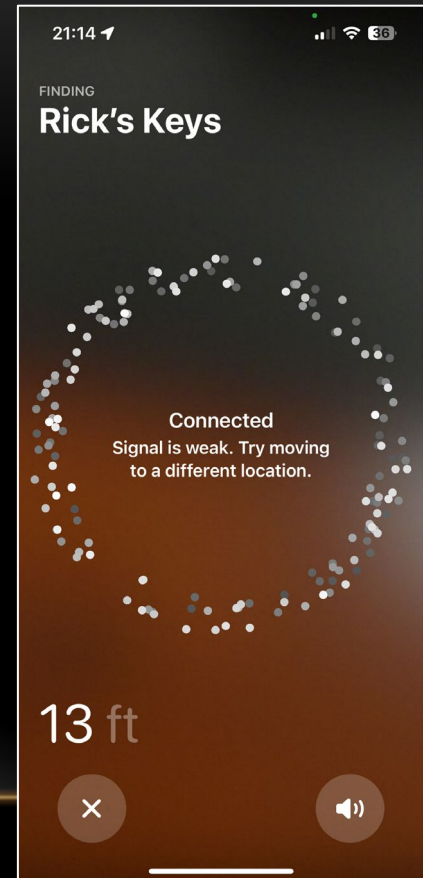 21:14
36
FINDING
Rick's Keys
Connected
Signal is weak. Try moving
to a different location.
13 ft